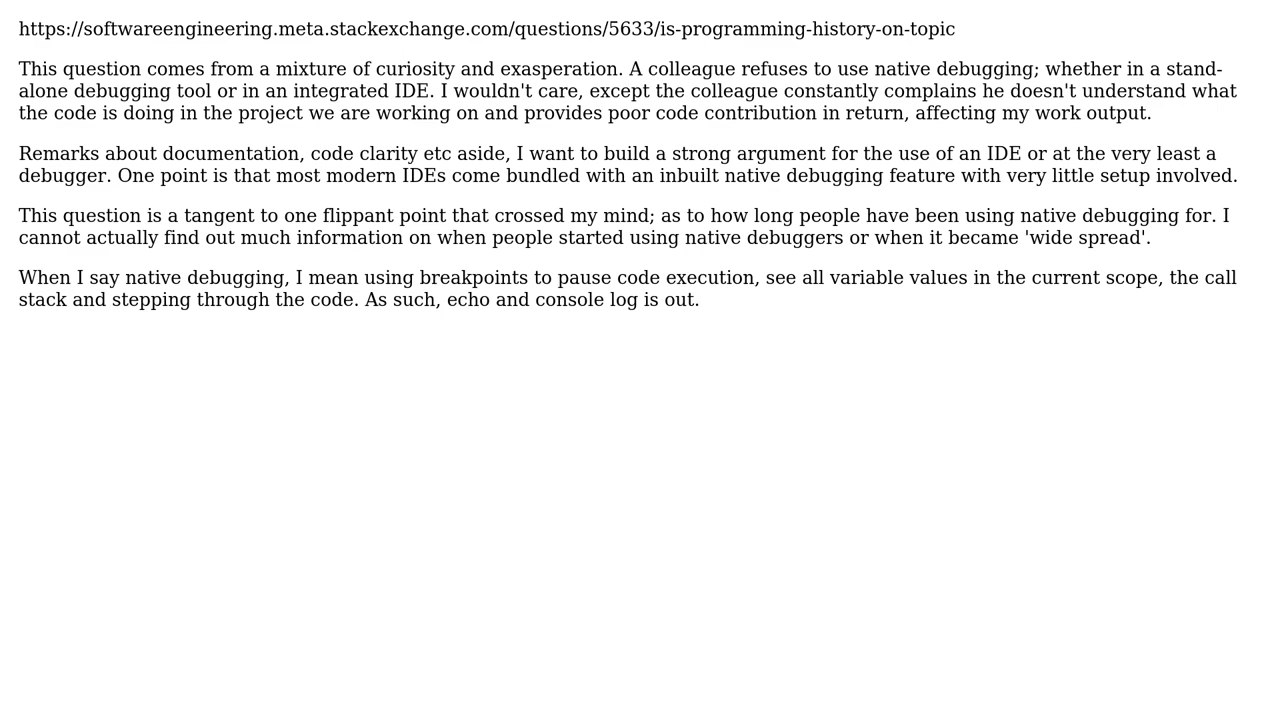 https://softwareengineering.meta.stackexchange.com/questions/5633/is-programming-history-on-topic
This question comes from a mixture of curiosity and exasperation. A colleague refuses to use native debugging; whether in a stand-
alone debugging tool or in an integrated IDE. I wouldn't care, except the colleague constantly complains he doesn't understand what
the code is doing in the project we are working on and provides poor code contribution in return, affecting my work output.
Remarks about documentation, code clarity etc aside, I want to build a strong argument for the use of an IDE or at the very least a
debugger. One point is that most modern IDEs come bundled with an inbuilt native debugging feature with very little setup involved.
This question is a tangent to one flippant point that crossed my mind; as to how long people have been using native debugging for. I
cannot actually find out much information on when people started using native debuggers or when it became 'wide spread'.
When I say native debugging, I mean using breakpoints to pause code execution, see all variable values in the current scope, the call
stack and stepping through the code. As such, echo and console log is out.